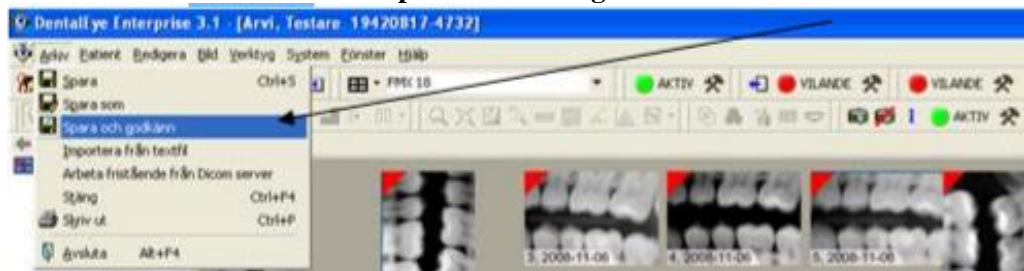 DentalEye Enterprise 3.1 - [Arvi, Testare 19420817-4732]
Arkiv Patient Redigera Bild Verktyg System Fönster Hjälp
Spara Ctrl+S
FMX 18 AKTIV VILANDE VILANDE
Spara som
Spara och godkänn
AKTIV
Importera från textfil
Arbeta fristående från Dicom server
Stäng Ctrl+F4
Skriv ut Ctrl+P
Avsluta Alt+F4
3, 2008-11-06 4, 2008-11-06 5, 2008-11-06